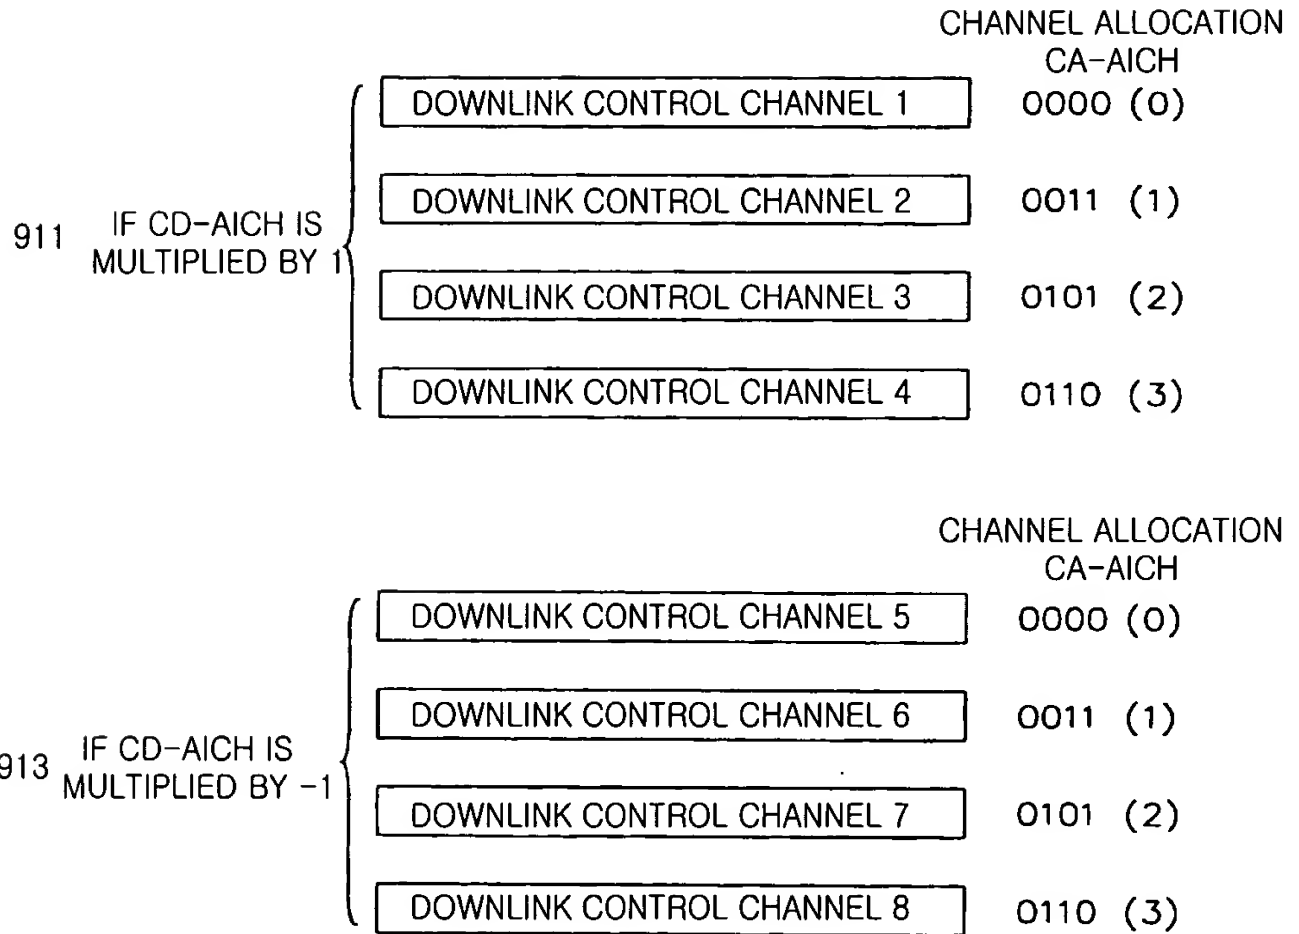 CHANNEL ALLOCATION
CA-AICH
DOWNLINK CONTROL CHANNEL 1 0000 (0)
DOWNLINK CONTROL CHANNEL 2 0011 (1)
911 IF CD-AICH IS
MULTIPLIED BY 1
DOWNLINK CONTROL CHANNEL 3 0101 (2)
DOWNLINK CONTROL CHANNEL 4 0110 (3)
CHANNEL ALLOCATION
CA-AICH
DOWNLINK CONTROL CHANNEL 5 0000 (0)
DOWNLINK CONTROL CHANNEL 6 0011 (1)
913 IF CD-AICH IS
MULTIPLIED BY -1
DOWNLINK CONTROL CHANNEL 7 0101 (2)
DOWNLINK CONTROL CHANNEL 8 0110 (3)